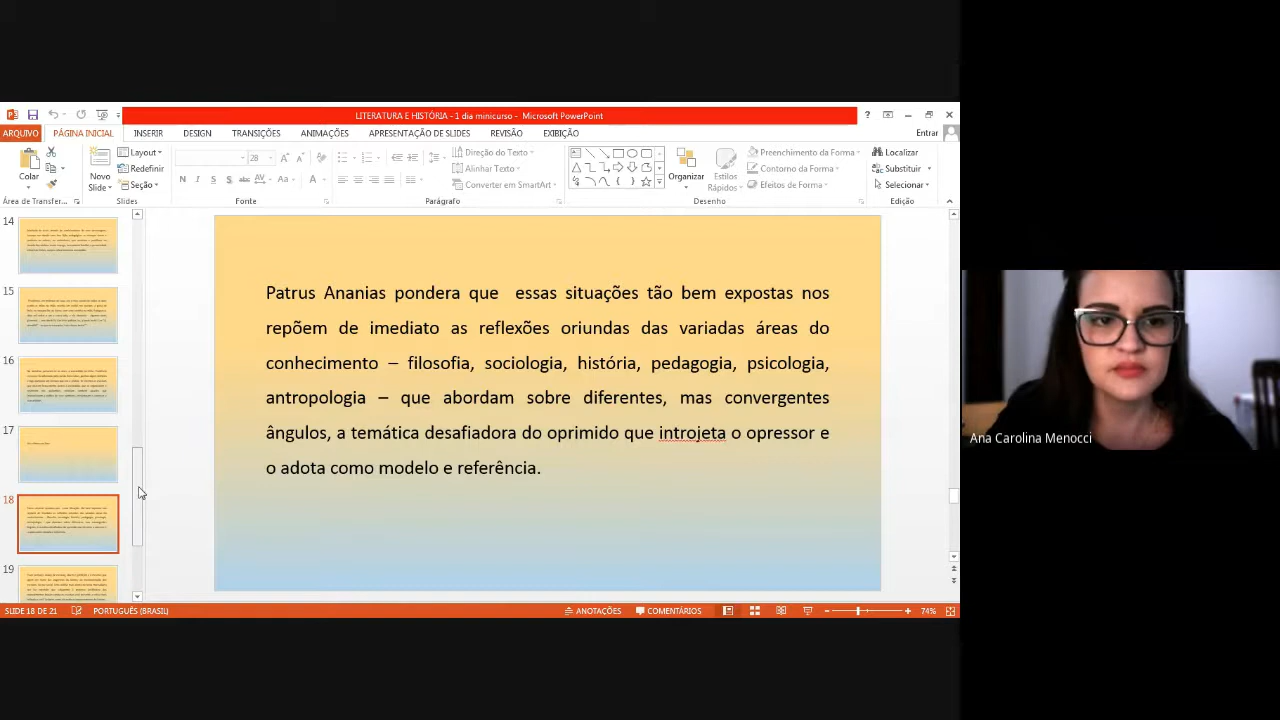 LITERATURA E HISTÓRIA - 1 dia minicurso - Microsoft PowerPoint
ARQUIVO PÁGINA INICIAL INSERIR DESIGN TRANSIÇÕES ANIMAÇÕES APRESENTAÇÃO DE SLIDES REVISÃO EXIBIÇÃO Entrar
Colar
Novo Slide
Layout
Redefinir
Seção
28
Direção do Texto
Alinhar Texto
Converter em SmartArt
Organizar
Estilos Rápidos
Preenchimento da Forma
Contorno da Forma
Efeitos de Forma
Localizar
Substituir
Selecionar
Área de Transfer... Slides Fonte Parágrafo Desenho Edição
14
15
16
17
18
19
Patrus Ananias pondera que essas situações tão bem expostas nos
repõem de imediato as reflexões oriundas das variadas áreas do
conhecimento – filosofia, sociologia, história, pedagogia, psicologia,
antropologia – que abordam sobre diferentes, mas convergentes
ângulos, a temática desafiadora do oprimido que introjeta o opressor e
o adota como modelo e referência.
Ana Carolina Menocci
SLIDE 18 DE 21 PORTUGUÊS (BRASIL) ANOTAÇÕES COMENTÁRIOS 74%